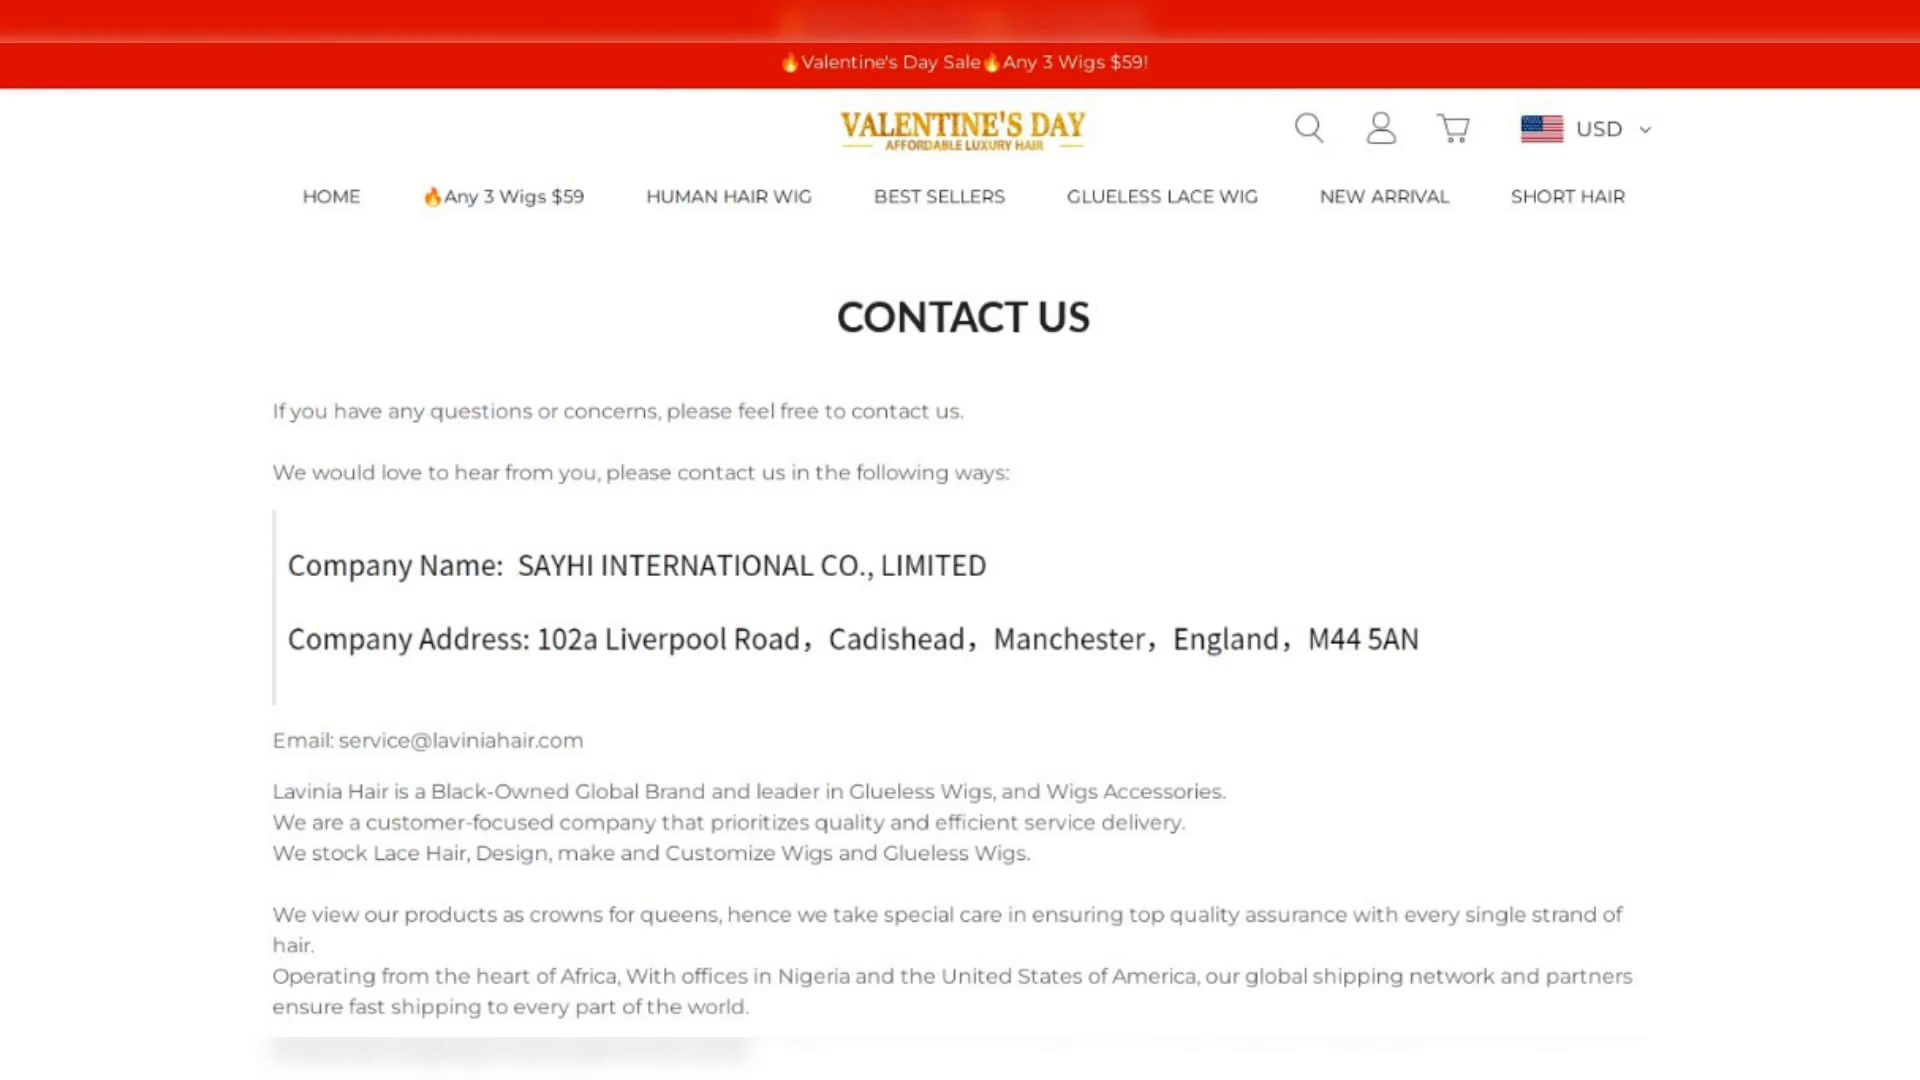 🔥Valentine's Day Sale🔥Any 3 Wigs $59!
VALENTINE'S DAY
AFFORDABLE LUXURY HAIR
USD
HOME
🔥Any 3 Wigs $59
HUMAN HAIR WIG
BEST SELLERS
GLUELESS LACE WIG
NEW ARRIVAL
SHORT HAIR
CONTACT US
If you have any questions or concerns, please feel free to contact us.
We would love to hear from you, please contact us in the following ways:
Company Name:  SAYHI INTERNATIONAL CO., LIMITED
Company Address: 102a Liverpool Road，Cadishead，Manchester，England，M44 5AN
Email: service@laviniahair.com
Lavinia Hair is a Black-Owned Global Brand and leader in Glueless Wigs, and Wigs Accessories.
We are a customer-focused company that prioritizes quality and efficient service delivery.
We stock Lace Hair, Design, make and Customize Wigs and Glueless Wigs.
We view our products as crowns for queens, hence we take special care in ensuring top quality assurance with every single strand of
hair.
Operating from the heart of Africa, With offices in Nigeria and the United States of America, our global shipping network and partners
ensure fast shipping to every part of the world.